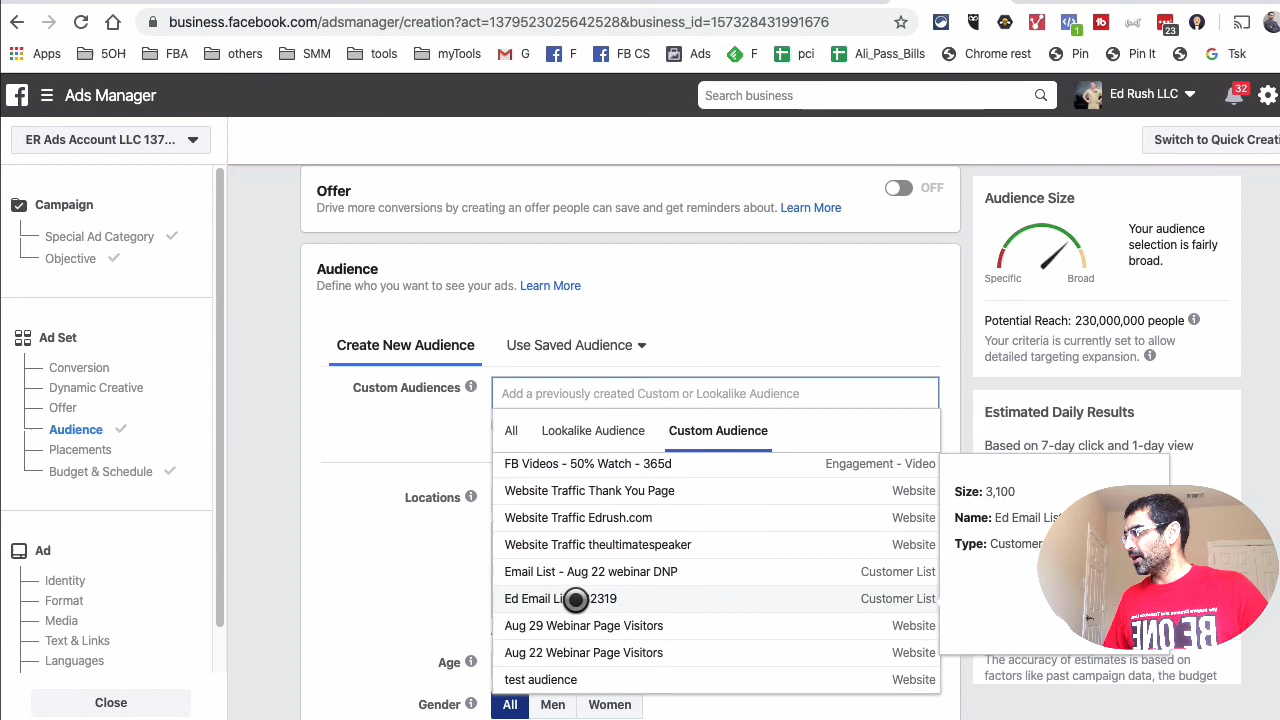 business.facebook.com/adsmanager/creation?act=1379523025642528&business_id=157328431991676
1
23
Apps 5OH FBA others SMM tools myTools G F FB CS Ads F pci Ali_Pass_Bills Chrome rest Pin Pin It Tsk
Ads Manager
Search business
Ed Rush LLC
32
ER Ads Account LLC 137...
Switch to Quick Creati
Campaign
Special Ad Category
Objective
Ad Set
Conversion
Dynamic Creative
Offer
Audience
Placements
Budget & Schedule
Ad
Identity
Format
Media
Text & Links
Languages
Close
Offer
OFF
Drive more conversions by creating an offer people can save and get reminders about. Learn More
Audience
Define who you want to see your ads. Learn More
Create New Audience Use Saved Audience
Custom Audiences
Add a previously created Custom or Lookalike Audience
All Lookalike Audience Custom Audience
FB Videos - 50% Watch - 365d Engagement - Video
Website Traffic Thank You Page Website
Website Traffic Edrush.com Website
Website Traffic theultimatespeaker Website
Email List - Aug 22 webinar DNP Customer List
Ed Email Li 2319 Customer List
Aug 29 Webinar Page Visitors Website
Aug 22 Webinar Page Visitors Website
test audience Website
Locations
Age
Gender
All Men Women
Size: 3,100
Name: Ed Email List
Type: Customer
Audience Size
Your audience
selection is fairly
broad.
Specific Broad
Potential Reach: 230,000,000 people
Your criteria is currently set to allow
detailed targeting expansion.
Estimated Daily Results
Based on 7-day click and 1-day view
The accuracy of estimates is based on
factors like past campaign data, the budget
BE ONE